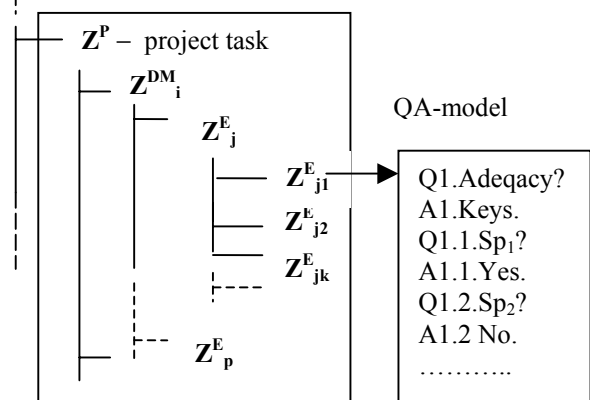 Z^P – project task
Z^DM_i
QA-model
Z^E_j
Q1.Adeqacy?
Z^E_j1
A1.Keys.
Q1.1.Sp₁?
Z^E_j2
A1.1.Yes.
Z^E_jk
Q1.2.Sp₂?
A1.2 No.
Z^E_p
………..